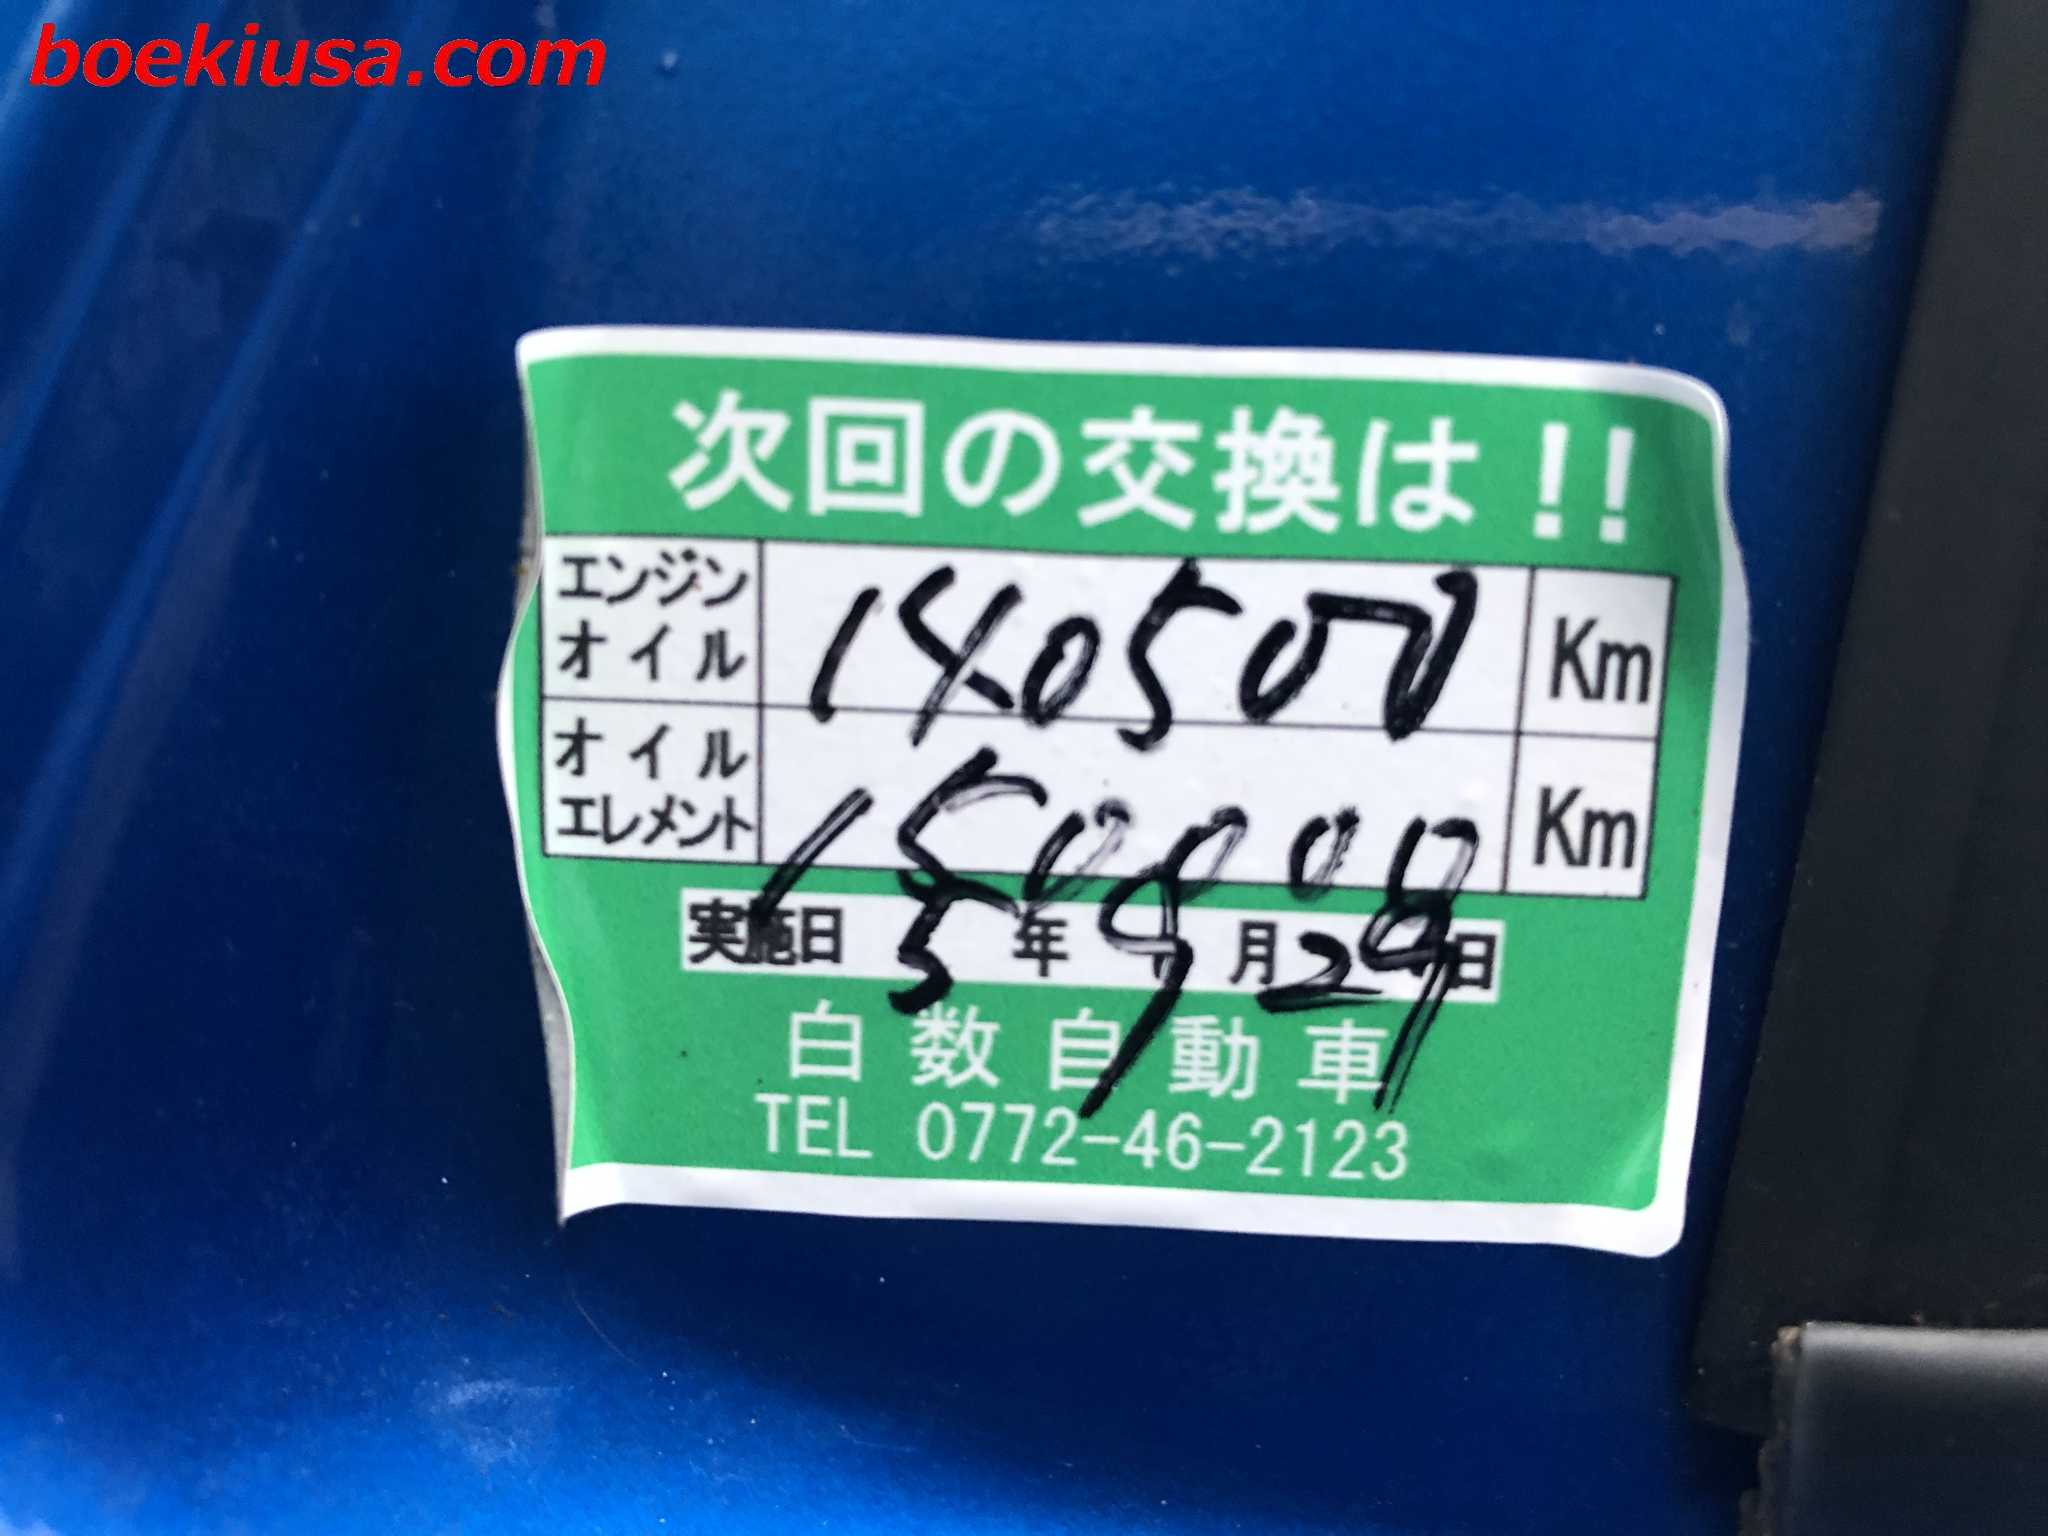 boekiusa.com
次回の交換は!!
エンジン
オイル
140500 Km
オイル
エレメント
150000 Km
実施日 5年9月29日
白数自動車
TEL 0772-46-2123